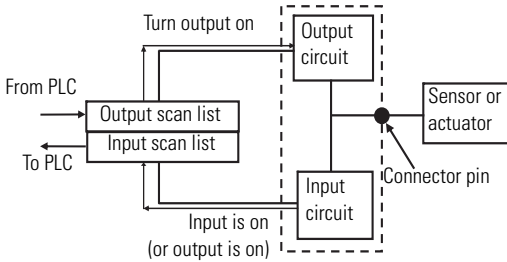 Turn output on
Output
circuit
From PLC
Output scan list
Input scan list
To PLC
Sensor or
actuator
Connector pin
Input
circuit
Input is on
(or output is on)